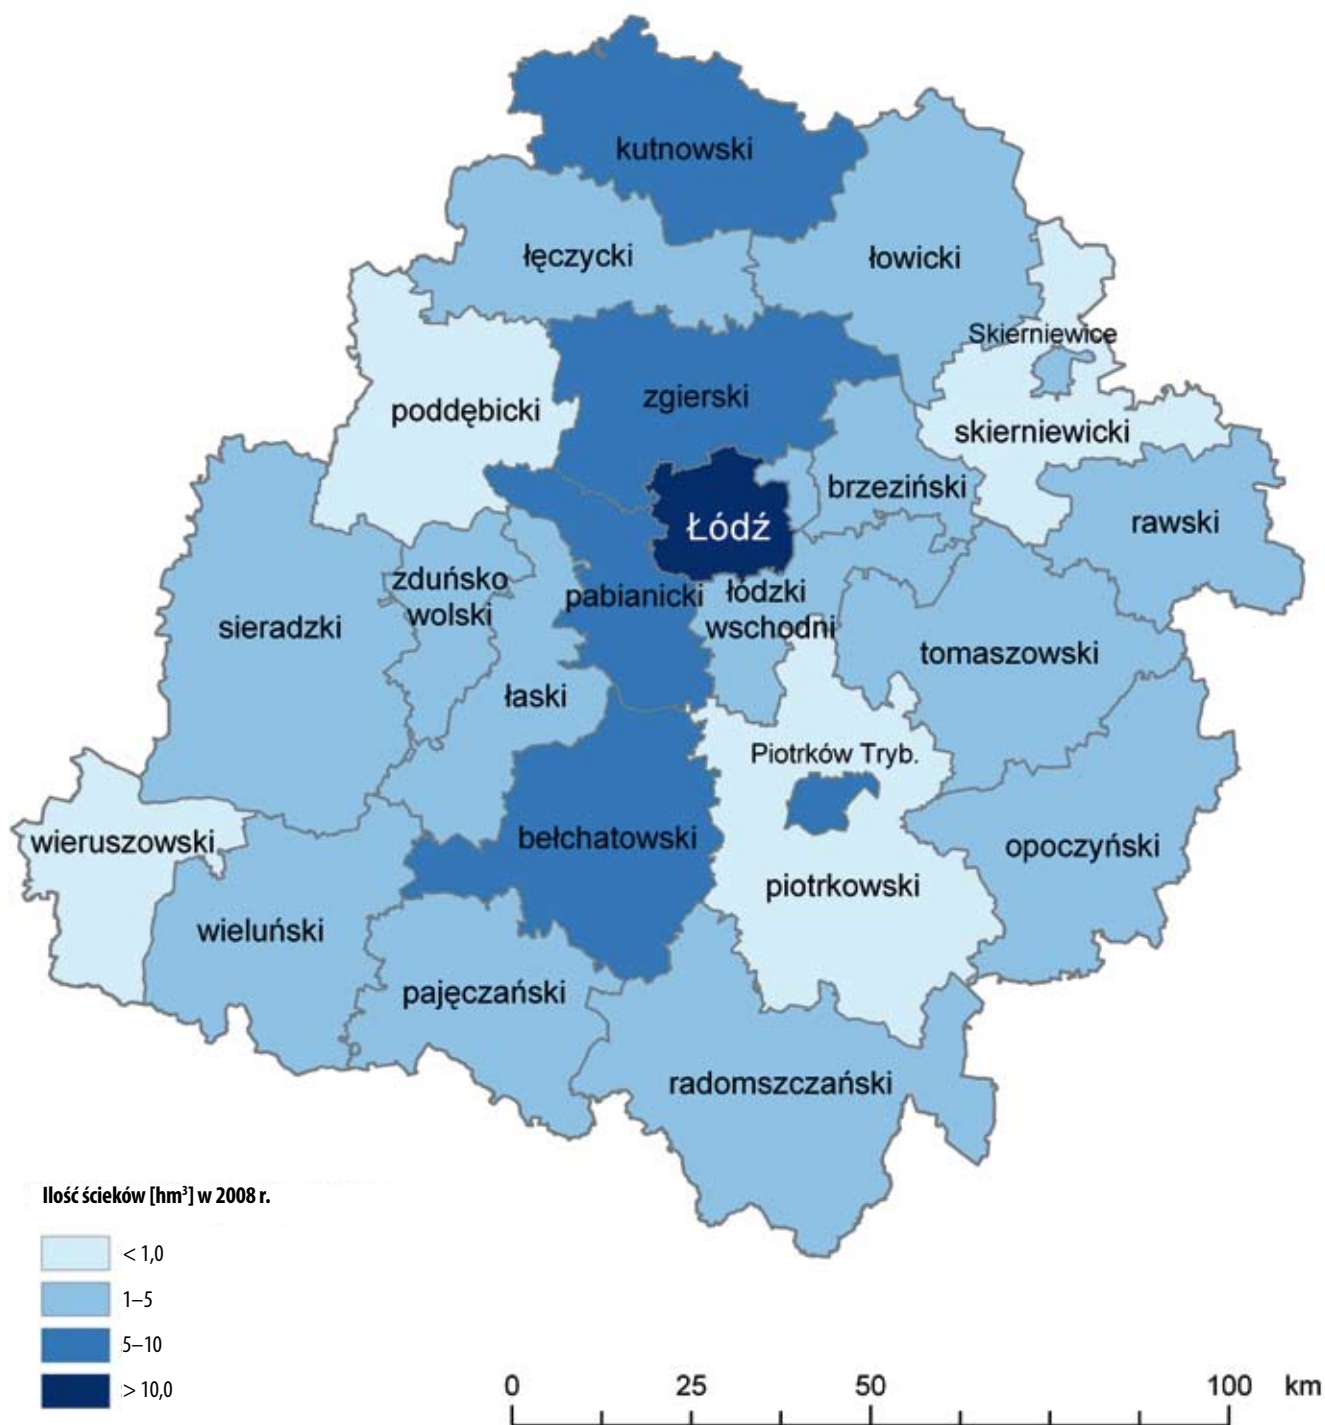 kutnowski
łęczycki
łowicki
Skierniewice
zgierski
poddębicki
skierniewicki
brzeziński
Łódź
rawski
zduńsko
wolski
pabianicki
łódzki
wschodni
sieradzki
tomaszowski
łaski
Piotrków Tryb.
wieruszowski
bełchatowski
opoczyński
piotrkowski
wieluński
pajęczański
radomszczański
Ilość ścieków [hm³] w 2008 r.
< 1,0
1–5
5–10
> 10,0
0 25 50 100 km